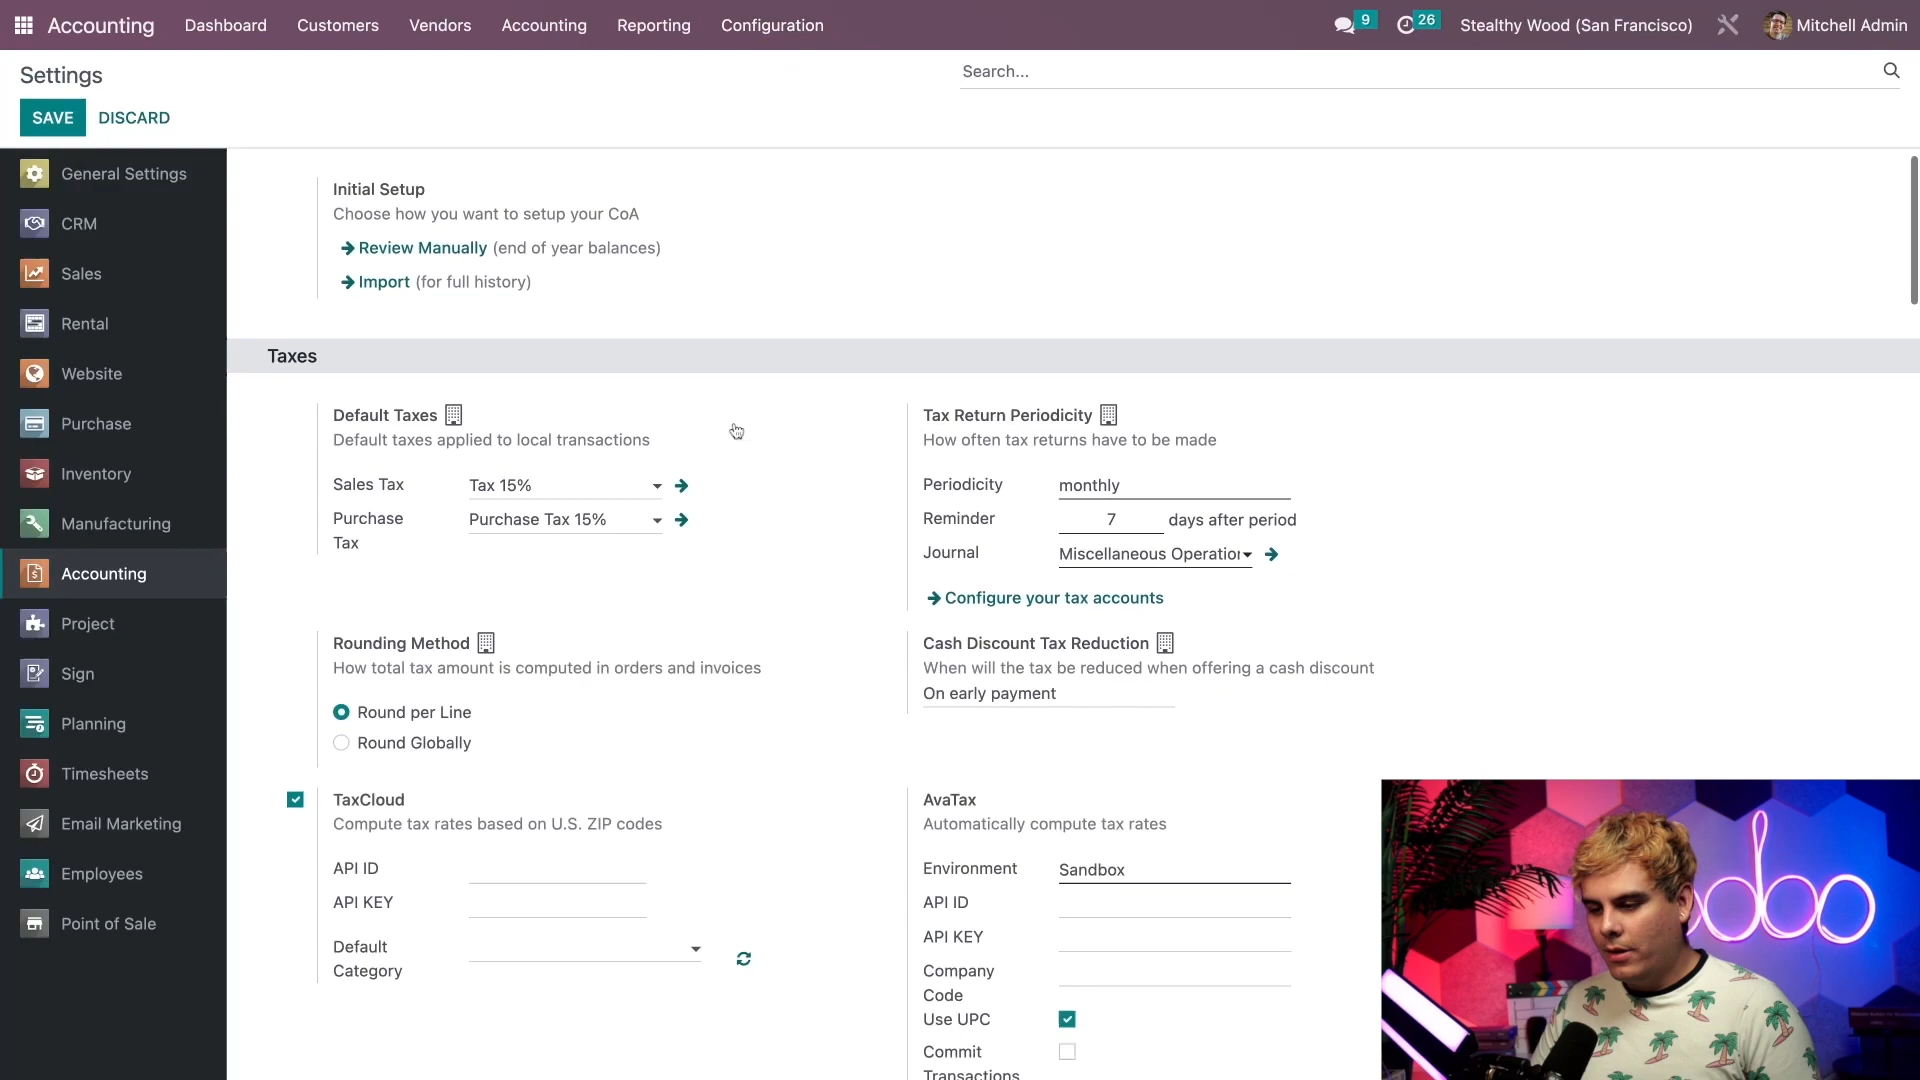 Accounting Dashboard Customers Vendors Accounting Reporting Configuration 9 26 Stealthy Wood (San Francisco) Mitchell Admin
Settings
Search...
SAVE DISCARD
General Settings
CRM
Sales
Rental
Website
Purchase
Inventory
Manufacturing
Accounting
Project
Sign
Planning
Timesheets
Email Marketing
Employees
Point of Sale
Initial Setup
Choose how you want to setup your CoA
Review Manually (end of year balances)
Import (for full history)
Taxes
Default Taxes
Default taxes applied to local transactions
Sales Tax Tax 15%
Purchase Tax 15%
Purchase
Tax
Tax Return Periodicity
How often tax returns have to be made
Periodicity monthly
Reminder 7 days after period
Journal Miscellaneous Operation
Configure your tax accounts
Rounding Method
How total tax amount is computed in orders and invoices
Round per Line
Round Globally
Cash Discount Tax Reduction
When will the tax be reduced when offering a cash discount
On early payment
TaxCloud
Compute tax rates based on U.S. ZIP codes
API ID
API KEY
Default
Category
AvaTax
Automatically compute tax rates
Environment Sandbox
API ID
API KEY
Company
Code
Use UPC
Commit
Transactions
odoo